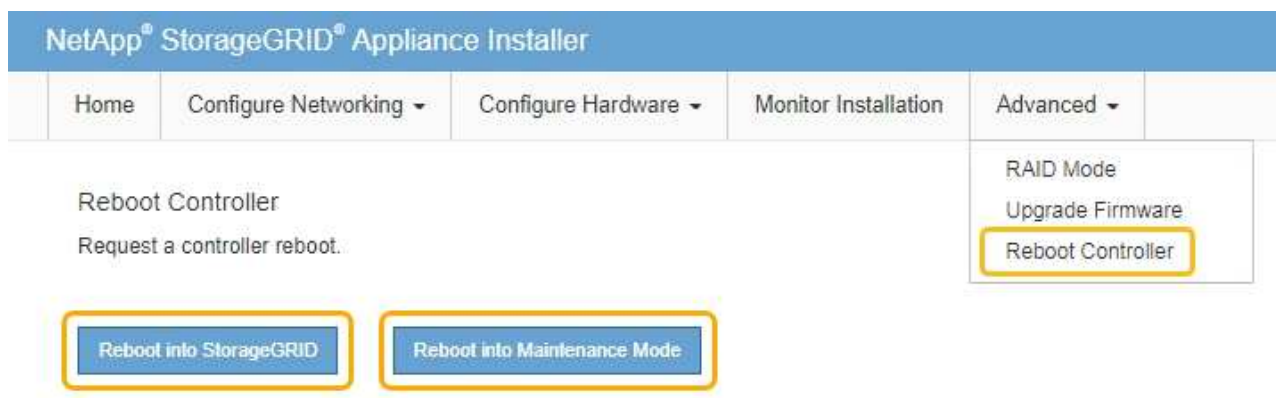 NetApp® StorageGRID® Appliance Installer
Home Configure Networking Configure Hardware Monitor Installation Advanced
RAID Mode
Upgrade Firmware
Reboot Controller
Reboot Controller
Request a controller reboot.
Reboot into StorageGRID Reboot into Maintenance Mode